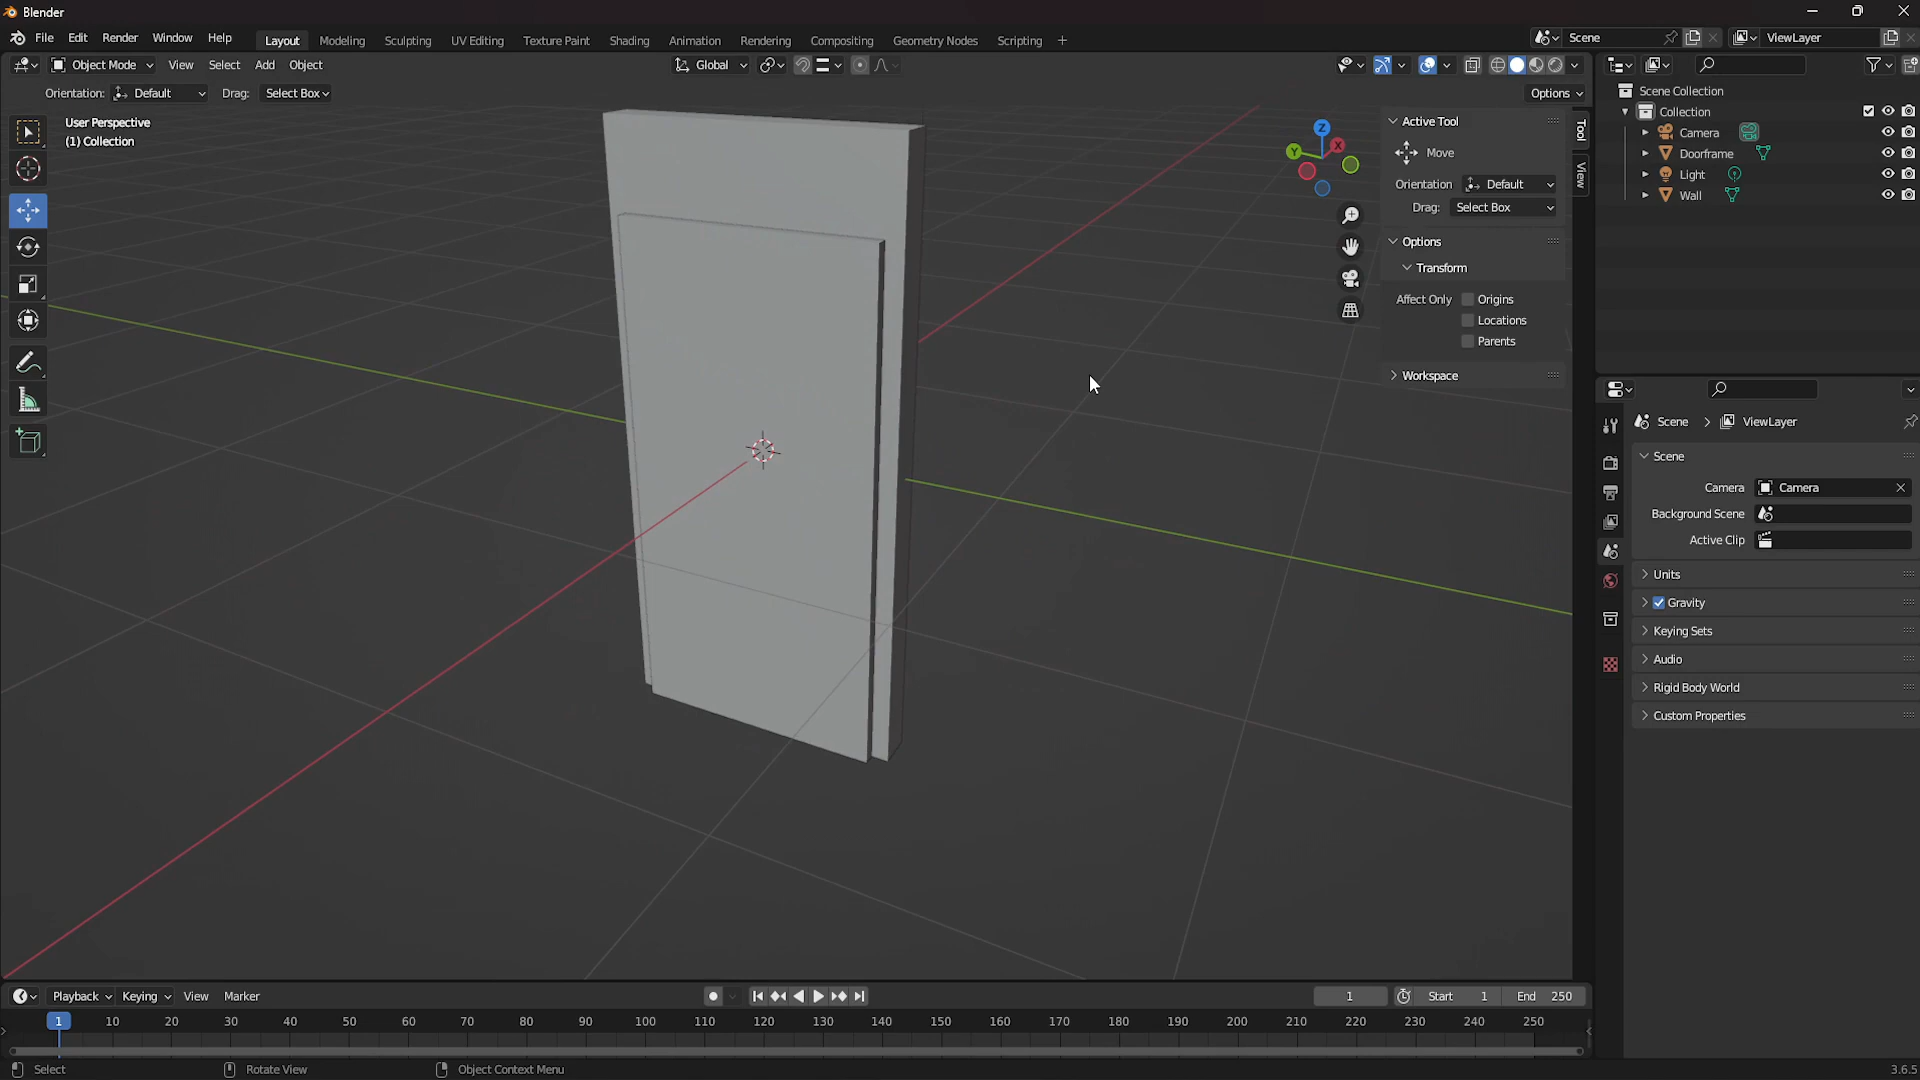 Blender
File Edit Render Window Help
Layout Modeling Sculpting UV Editing Texture Paint Shading Animation Rendering Compositing Geometry Nodes Scripting +
Scene
ViewLayer
Object Mode View Select Add Object
Global
Orientation: Default Drag: Select Box
Options
User Perspective
(1) Collection
Z
Y
X
Active Tool
Move
Orientation Default
Drag: Select Box
Options
Transform
Affect Only Origins
Locations
Parents
Workspace
Tool
View
Scene Collection
Collection
Camera
Doorframe
Light
Wall
Scene > ViewLayer
Scene
Camera Camera
Background Scene
Active Clip
Units
Gravity
Keying Sets
Audio
Rigid Body World
Custom Properties
Playback Keying View Marker
1 Start 1 End 250
1 10 20 30 40 50 60 70 80 90 100 110 120 130 140 150 160 170 180 190 200 210 220 230 240 250
Select Rotate View Object Context Menu
3.6.5